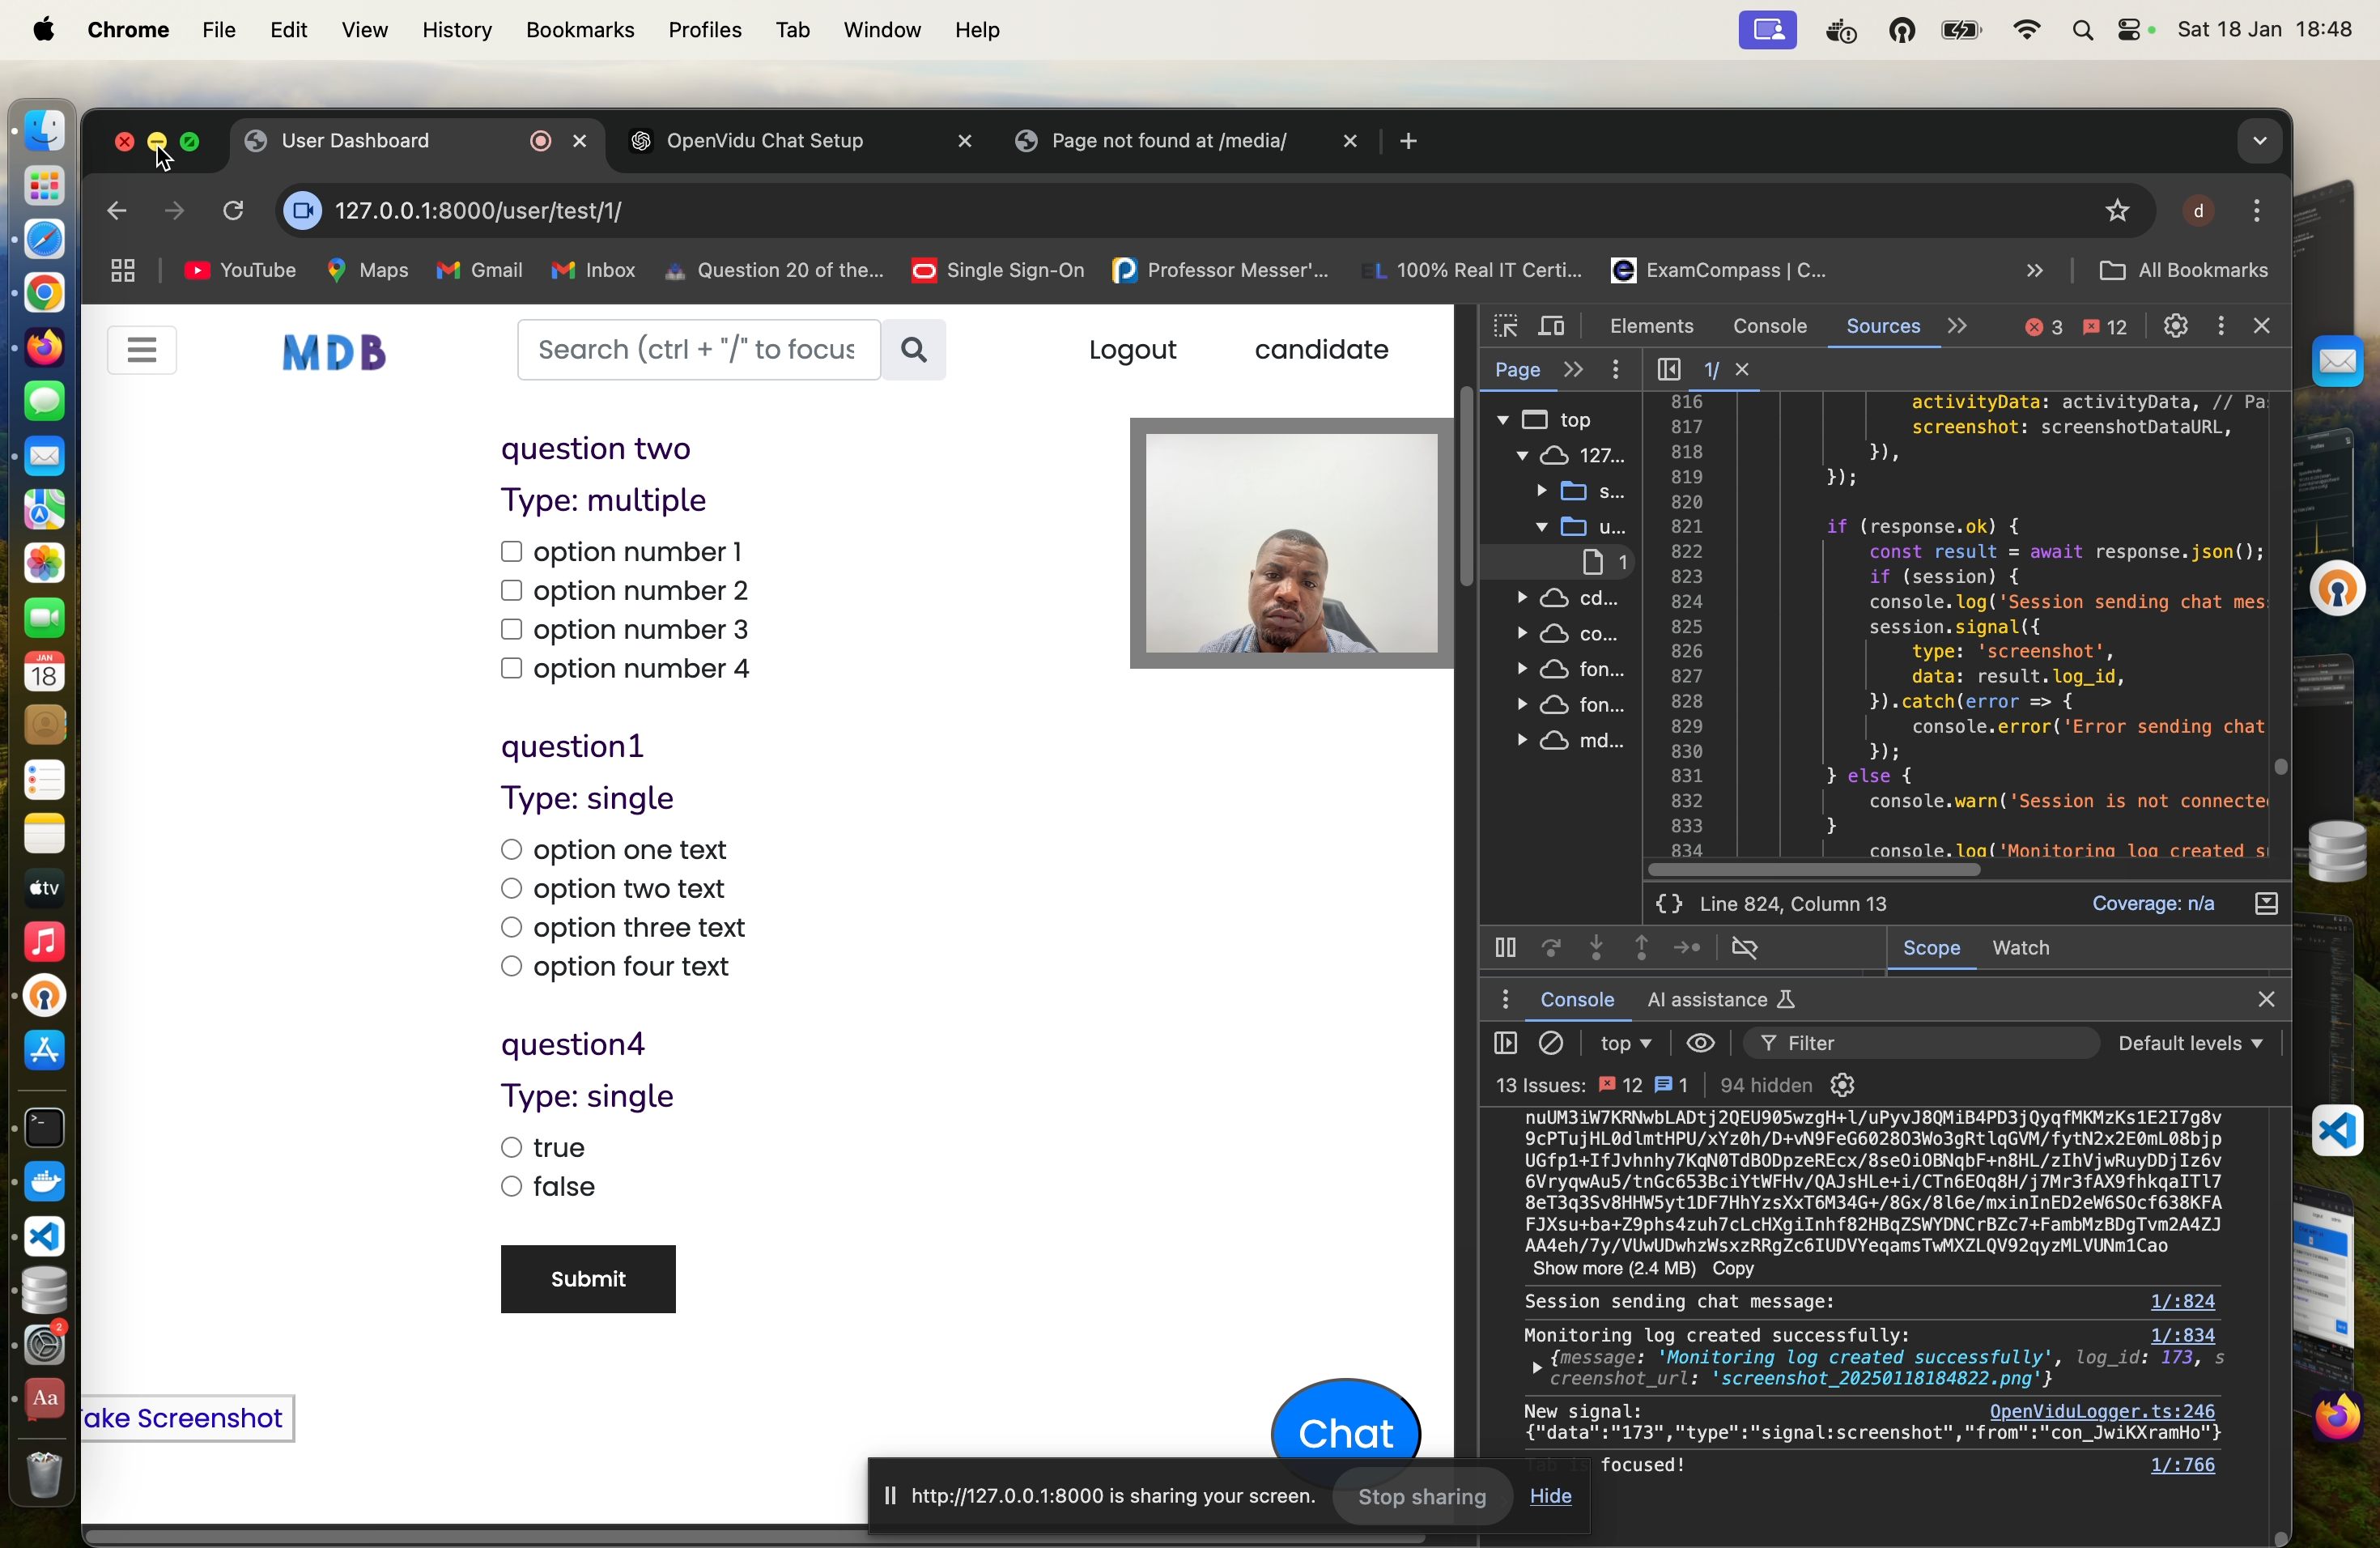 Chrome File Edit View History Bookmarks Profiles Tab Window Help
Sat 18 Jan 18:48
User Dashboard
OpenVidu Chat Setup
Page not found at /media/
127.0.0.1:8000/user/test/1/
d
YouTube Maps Gmail Inbox Question 20 of the... Single Sign-On Professor Messer'... EL 100% Real IT Certi... ExamCompass | C... » All Bookmarks
MDB
Search (ctrl + "/" to focus
Logout
candidate
question two
Type: multiple
option number 1
option number 2
option number 3
option number 4
question1
Type: single
option one text
option two text
option three text
option four text
question4
Type: single
true
false
Submit
ake Screenshot
Chat
http://127.0.0.1:8000 is sharing your screen. Stop sharing Hide
Elements Console Sources » 3 12
Page »
1/
top
127...
s...
u...
1
cd...
co...
fon...
fon...
md...
816 activityData: activityData, // Pa
817 screenshot: screenshotDataURL,
818 }),
819 });
820
821 if (response.ok) {
822 const result = await response.json();
823 if (session) {
824 console.log('Session sending chat mes
825 session.signal({
826 type: 'screenshot',
827 data: result.log_id,
828 }).catch(error => {
829 console.error('Error sending chat
830 });
831 } else {
832 console.warn('Session is not connecte
833 }
834 console.log('Monitoring log created s
{} Line 824, Column 13 Coverage: n/a
Scope Watch
Console AI assistance
top Filter Default levels
13 Issues: 12 1 94 hidden
nuUM3iW7KRNwbLADtj2QEU905wzgH+l/uPyvJ8QMiB4PD3jQyqfMKMzKs1E2I7g8v
9cPTujHL0dlmtHPU/xYz0h/D+vN9FeG6028O3Wo3gRtlqGVM/fytN2x2E0mL08bjp
UGfp1+IfJvhnhy7KqN0TdBODpzeREcx/8seOiOBNqbF+n8HL/zIhVjwRuyDDjIz6v
6VryqwAu5/tnGc653BciYtWFHv/QAJsHLe+i/CTn6EOq8H/j7Mr3fAX9fhkqaITl7
8eT3q3Sv8HHW5yt1DF7HhYzsXxT6M34G+/8Gx/8l6e/mxinInED2eW6SOcf638KFA
FJXsu+ba+Z9phs4zuh7cLcHXgiInhf82HBqZSWYDNCrBZc7+FambMzBDgTvm2A4ZJ
AA4eh/7y/VUwUDwhzWsxzRRgZc6IUDVYeqamsTwMXZLQV92qyzMLVUNm1Cao
Show more (2.4 MB) Copy
Session sending chat message: 1/:824
Monitoring log created successfully: 1/:834
{message: 'Monitoring log created successfully', log_id: 173, s
creenshot_url: 'screenshot_20250118184822.png'}
New signal: OpenViduLogger.ts:246
{"data":"173","type":"signal:screenshot","from":"con_JwiKXramHo"}
focused! 1/:766
JAN
18
tv
2
Aa